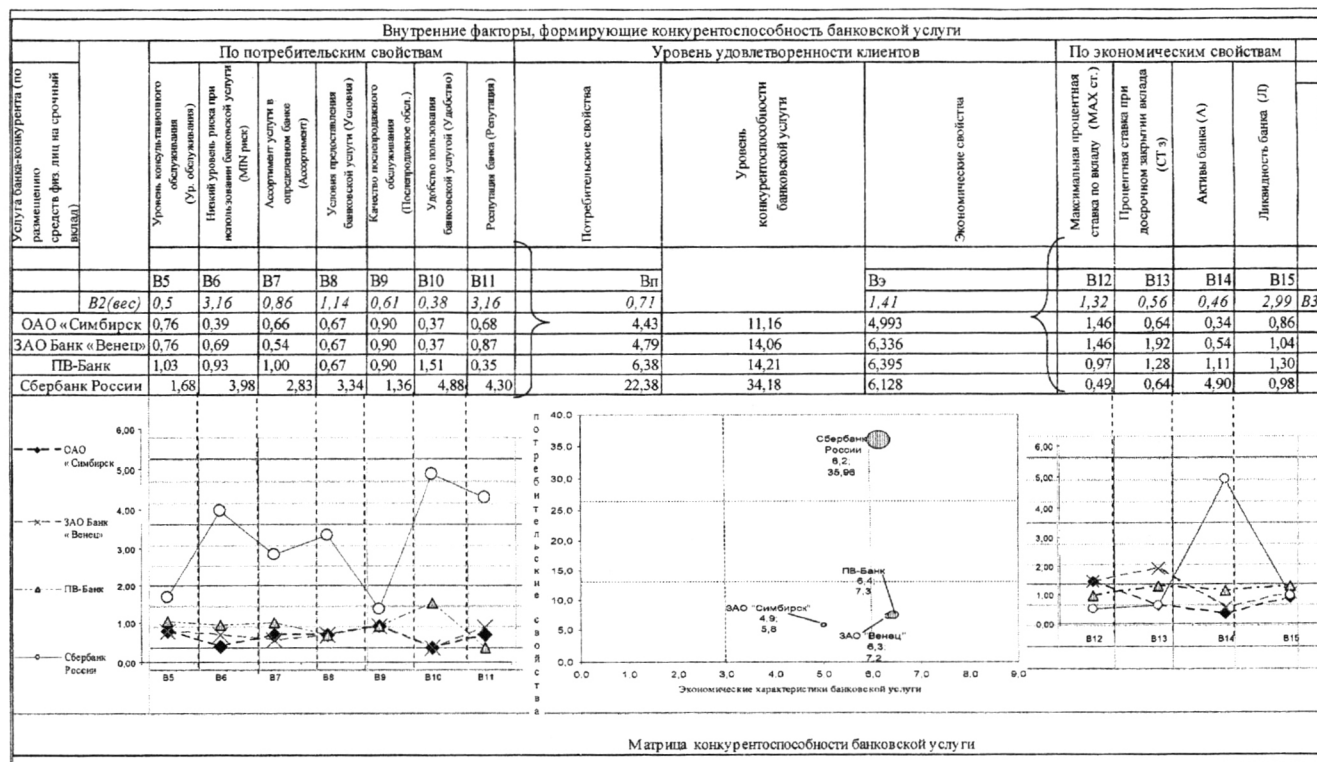 Внутренние факторы, формирующие конкурентоспособность банковской услуги
По потребительским свойствам
Уровень удовлетворенности клиентов
По экономическим свойствам
Услуга банка-конкурента (по
размещению
средств физ. лиц на срочный
вклад)
Уровень консультационного
обслуживания
(Ур. обслуживания)
Низкий уровень риска при
использовании банковской услуги
(MIN риск)
Ассортимент услуги в
определенном банке
(Ассортимент)
Условия предоставления
банковской услуги (Условия)
Качество послепродажного
обслуживания
(Послепродажное обсл.)
Удобство пользования
банковской услугой (Удобство)
Репутация банка (Репутация)
Потребительские свойства
Уровень
конкурентоспособности
банковской услуги
Экономические свойства
Максимальная процентная
ставка по вкладу (MAX ст.)
Процентная ставка при
досрочном закрытии вклада
(СТ з)
Активы банка (А)
Ликвидность банка (Л)
B5 B6 B7 B8 B9 B10 B11 Вп Вэ B12 B13 B14 B15
B2(вес) 0,5 3,16 0,86 1,14 0,61 0,38 3,16 0,71 1,41 1,32 0,56 0,46 2,99 B3
ОАО «Симбирск 0,76 0,39 0,66 0,67 0,90 0,37 0,68 4,43 11,16 4,993 1,46 0,64 0,34 0,86
ЗАО Банк «Венец» 0,76 0,69 0,54 0,67 0,90 0,37 0,87 4,79 14,06 6,336 1,46 1,92 0,54 1,04
ПВ-Банк 1,03 0,93 1,00 0,67 0,90 1,51 0,35 6,38 14,21 6,395 0,97 1,28 1,11 1,30
Сбербанк России 1,68 3,98 2,83 3,34 1,36 4,88 4,30 22,38 34,18 6,128 0,49 0,64 4,90 0,98
ОАО
«Симбирск
ЗАО Банк
«Венец»
ПВ-Банк
Сбербанк
России
6,00
5,00
4,00
3,00
2,00
1,00
0,00
B5 B6 B7 B8 B9 B10 B11
потребительские свойства
40,0
35,0
30,0
25,0
20,0
15,0
10,0
5,0
0,0
0,0 1,0 2,0 3,0 4,0 5,0 6,0 7,0 8,0 9,0
Сбербанк
России
6,2;
35,96
ПВ-Банк
6,4;
7,3
ЗАО "Симбирск"
4,9;
5,8
ЗАО "Венец"
6,3;
7,2
Экономические характеристики банковской услуги
6,00
5,00
4,00
3,00
2,00
1,00
0,00
B12 B13 B14 B15
Матрица конкурентоспособности банковской услуги